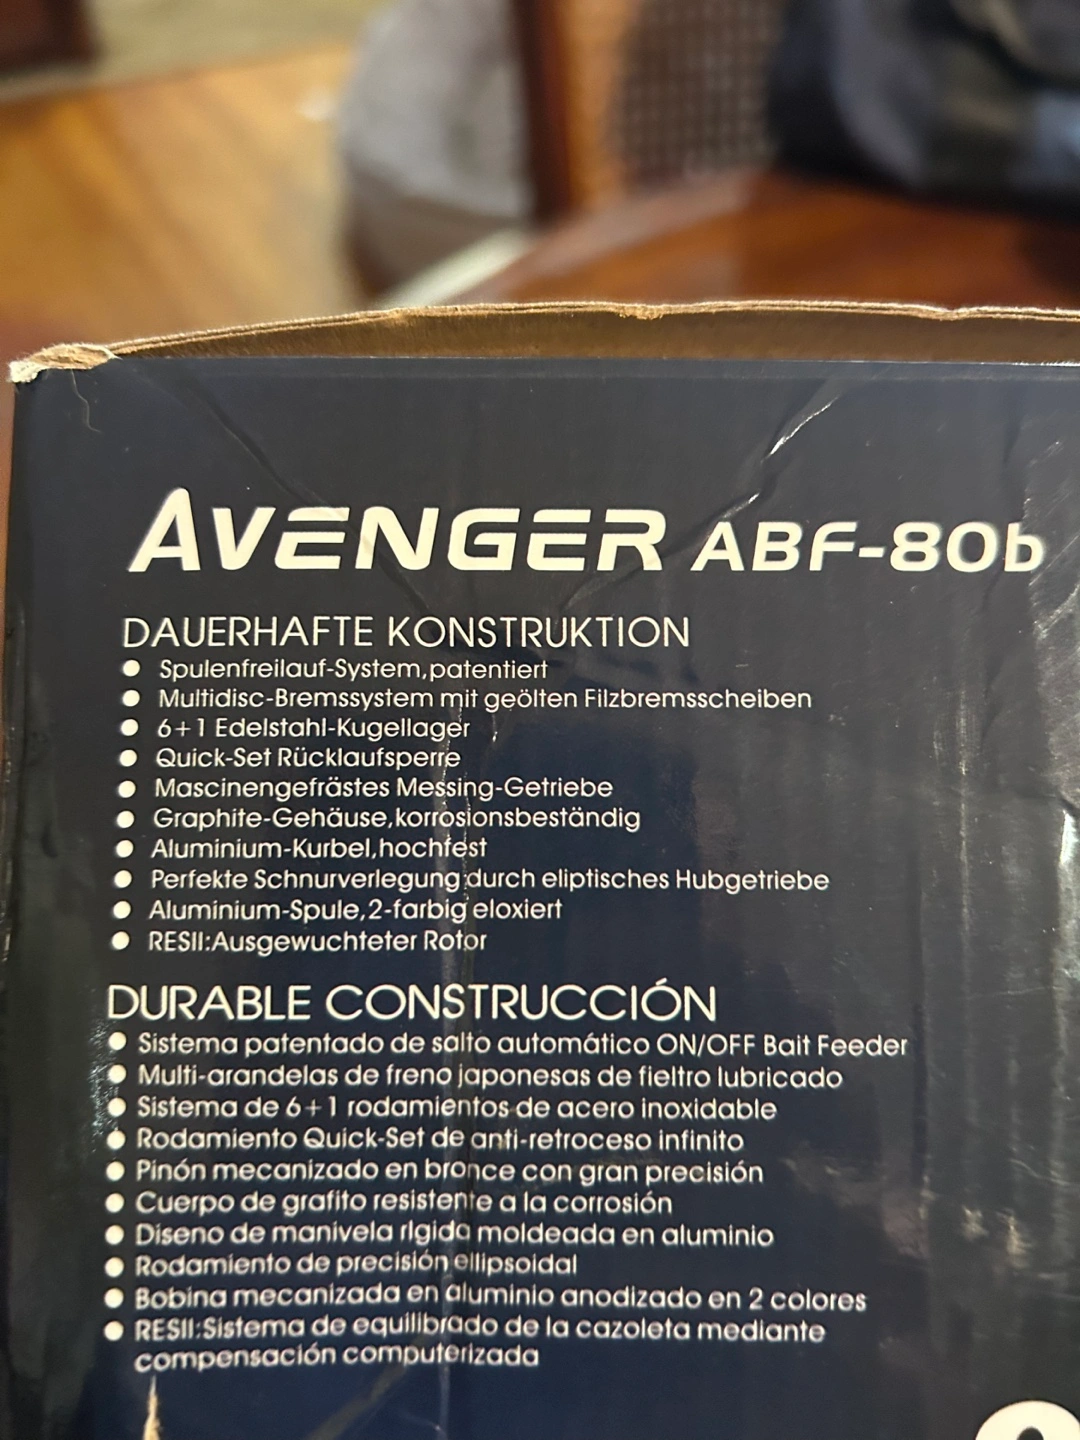 AVENGER ABF-80b
DAUERHAFTE KONSTRUKTION
● Spulenfreilauf-System,patentiert
● Multidisc-Bremssystem mit geölten Filzbremsscheiben
● 6+1 Edelstahl-Kugellager
● Quick-Set Rücklaufsperre
● Mascinengefrästes Messing-Getriebe
● Graphite-Gehäuse,korrosionsbeständig
● Aluminium-Kurbel,hochfest
● Perfekte Schnurverlegung durch eliptisches Hubgetriebe
● Aluminium-Spule,2-farbig eloxiert
● RESII:Ausgewuchteter Rotor
DURABLE CONSTRUCCIÓN
● Sistema patentado de salto automático ON/OFF Bait Feeder
● Multi-arandelas de freno japonesas de fieltro lubricado
● Sistema de 6+1 rodamientos de acero inoxidable
● Rodamiento Quick-Set de anti-retroceso infinito
● Pinón mecanizado en bronce con gran precisión
● Cuerpo de grafito resistente a la corrosión
● Diseno de manivela rlgida moldeada en aluminio
● Rodamiento de precisión ellipsoidal
● Bobina mecanizada en aluminio anodizado en 2 colores
● RESII:Sistema de equilibrado de la cazoleta mediante
compensación computerizada